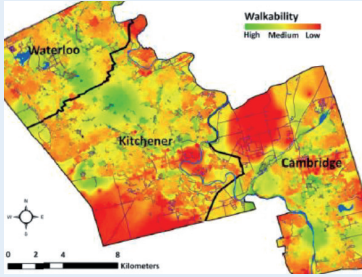 Walkability
High Medium Low
Waterloo
Kitchener
Cambridge
N
W E
S
0 2 4 8
Kilometers